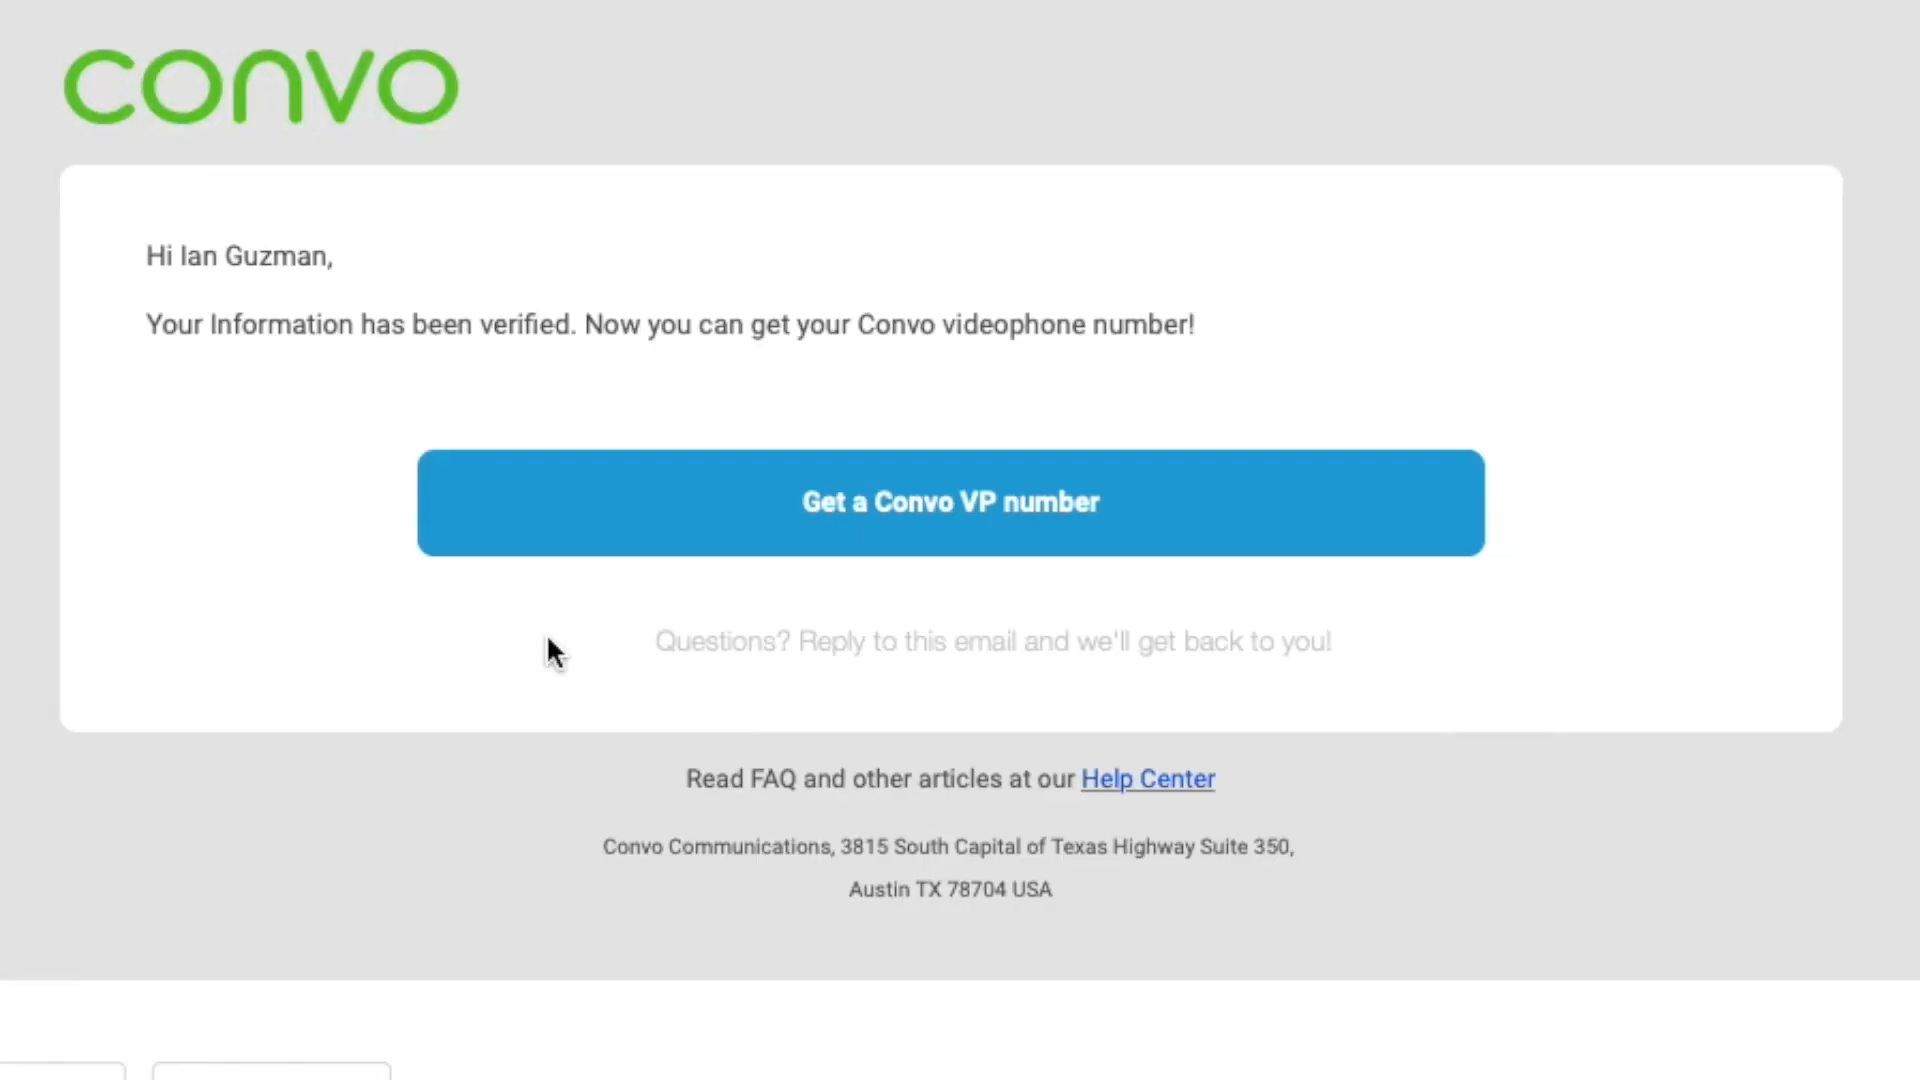 convo
Hi Ian Guzman,
Your Information has been verified. Now you can get your Convo videophone number!
Get a Convo VP number
Questions? Reply to this email and we'll get back to you!
Read FAQ and other articles at our Help Center
Convo Communications, 3815 South Capital of Texas Highway Suite 350,
Austin TX 78704 USA